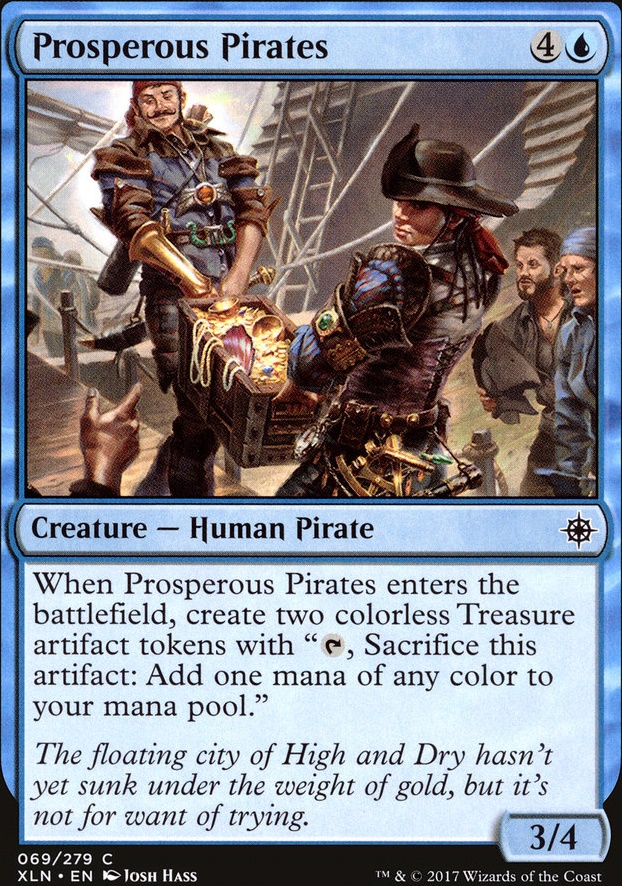 Prosperous Pirates 4
Creature — Human Pirate
When Prosperous Pirates enters the
battlefield, create two colorless Treasure
artifact tokens with “, Sacrifice this
artifact: Add one mana of any color to
your mana pool.”
The floating city of High and Dry hasn’t
yet sunk under the weight of gold, but it’s
not for want of trying.
3/4
069/279 C
XLN • EN Josh Hass
™ & © 2017 Wizards of the Coast